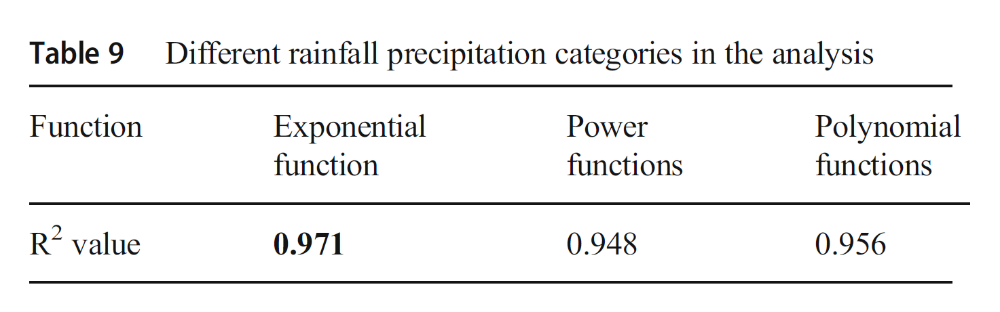 Table 9 Different rainfall precipitation categories in the analysis
Function Exponential function Power functions Polynomial functions
R² value 0.971 0.948 0.956